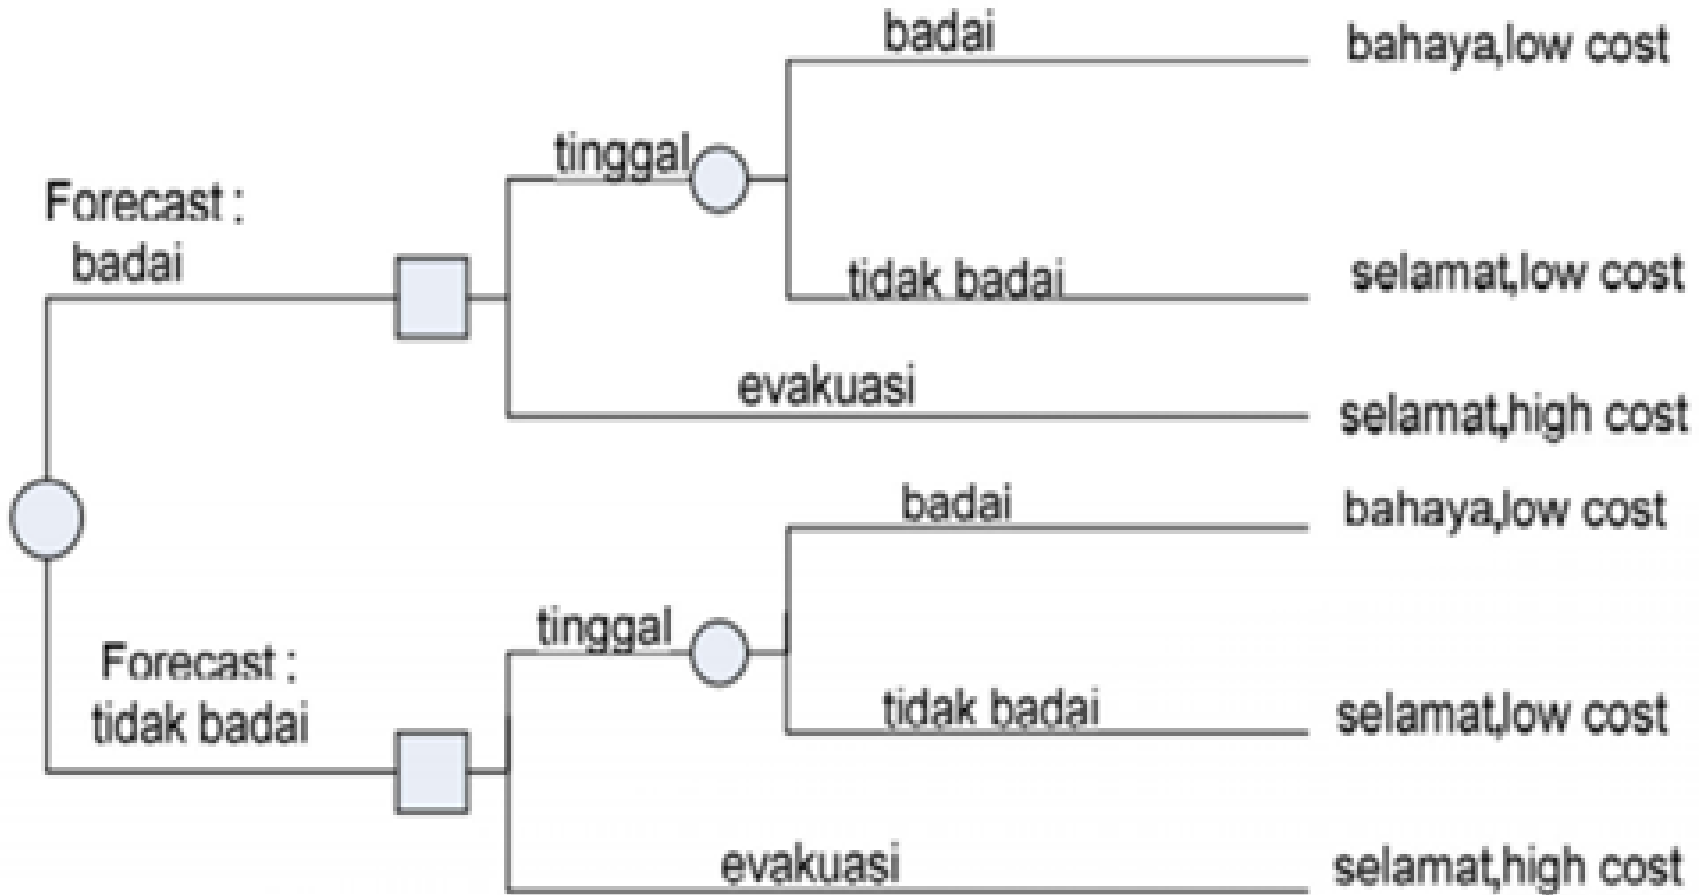 badai
bahaya,low cost
tinggal
Forecast :
badai
tidak badai
selamat,low cost
evakuasi
selamat,high cost
badai
bahaya,low cost
tinggal
Forecast :
tidak badai
tidak badai
selamat,low cost
evakuasi
selamat,high cost